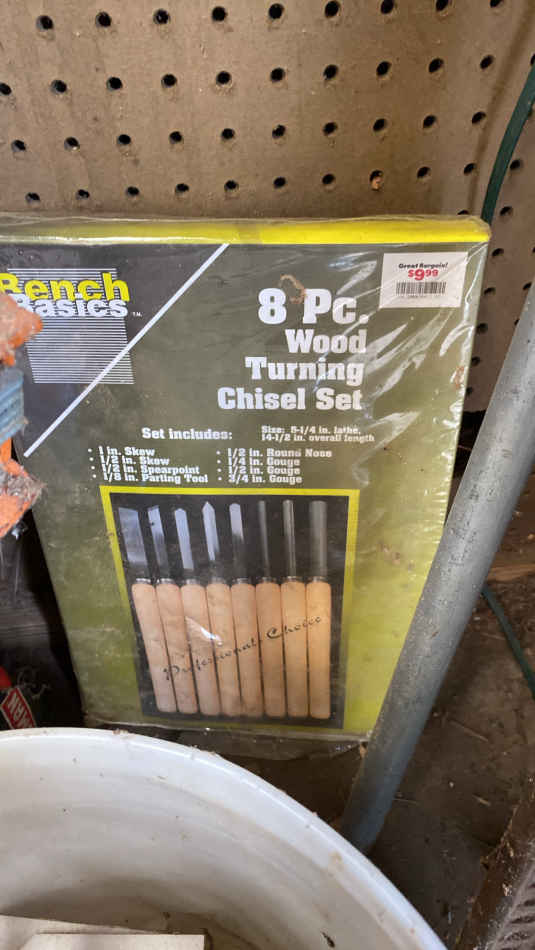 Bench
Basics T.M.
Great Bargain!
$9.99
8 Pc.
Wood
Turning
Chisel Set
Set includes:
Size: 5-1/4 in. lathe,
14-1/2 in. overall length
• 1 in. Skew
• 1/2 in. Skew
• 1/2 in. Spearpoint
• 1/8 in. Parting Tool
• 1/2 in. Round Nose
• 1/4 in. Gouge
• 1/2 in. Gouge
• 3/4 in. Gouge
Professional Choice